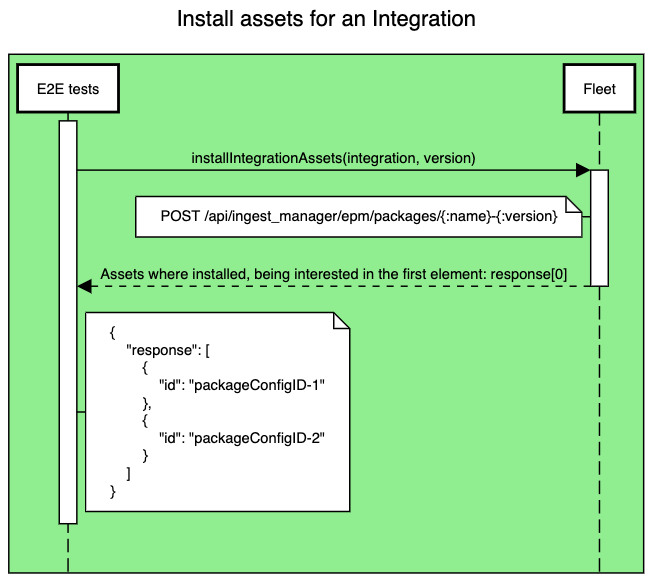 Install assets for an Integration
E2E tests
Fleet
installIntegrationAssets(integration, version)
POST /api/ingest_manager/epm/packages/{:name}-{:version}
Assets where installed, being interested in the first element: response[0]
{
"response": [
{
"id": "packageConfigID-1"
},
{
"id": "packageConfigID-2"
}
]
}